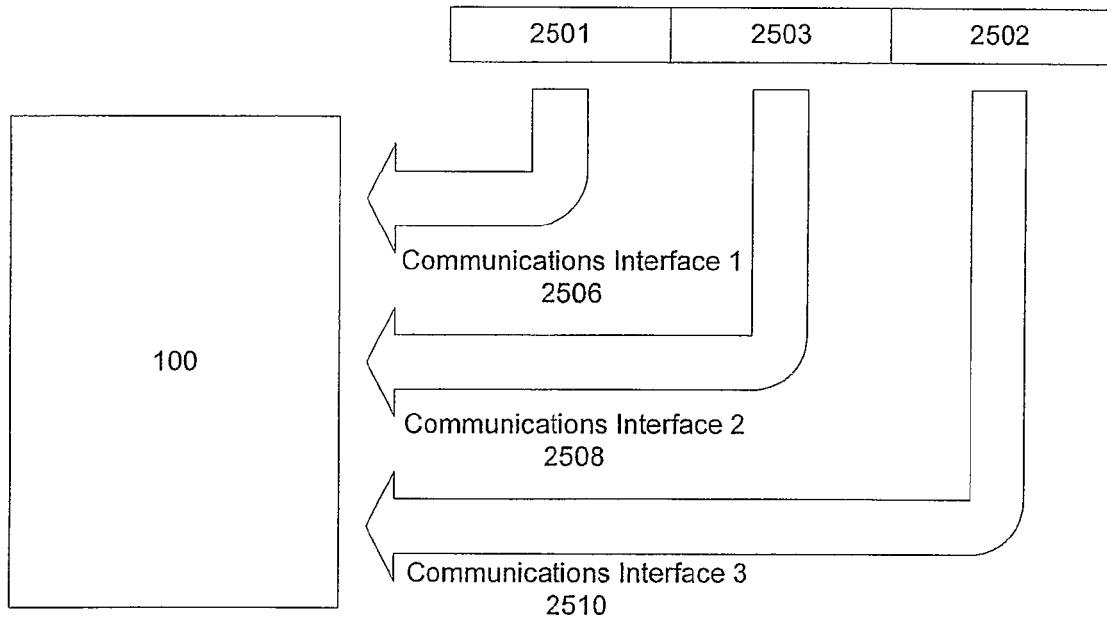 2501 2503 2502
Communications Interface 1
2506
100
Communications Interface 2
2508
Communications Interface 3
2510